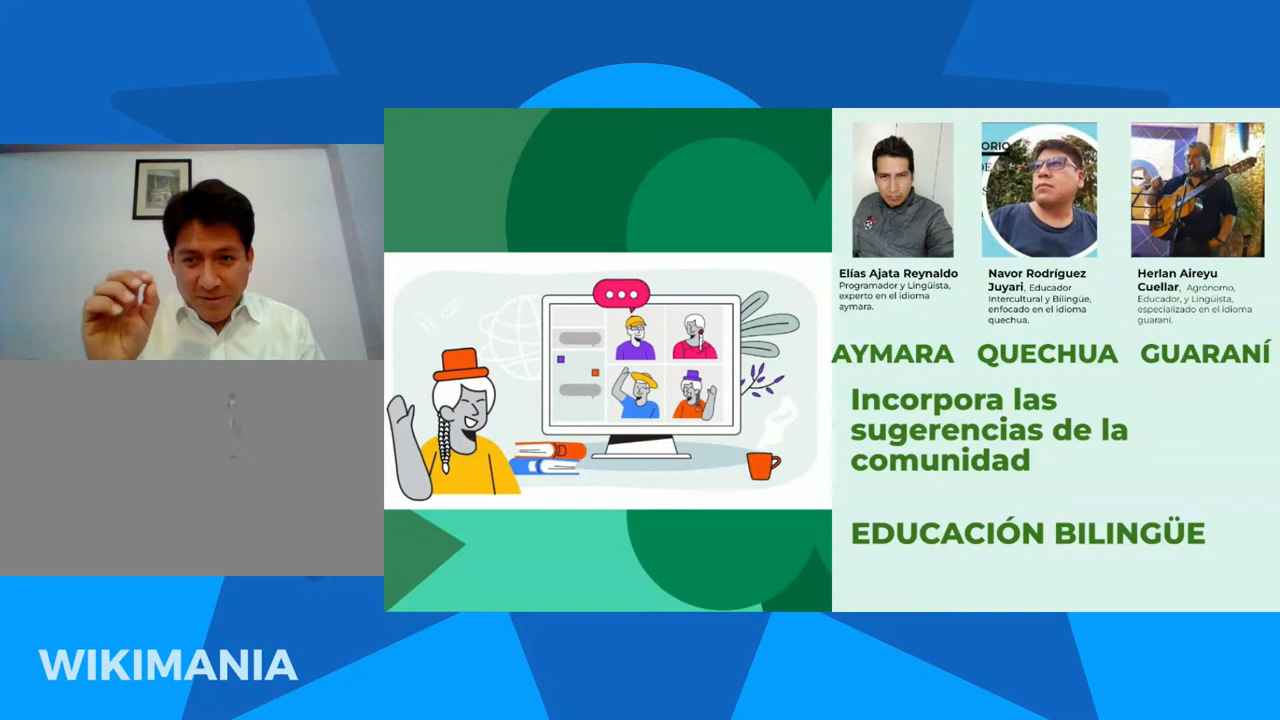 ORIO
Elías Ajata Reynaldo
Programador y Lingüista,
experto en el idioma
aymara.
Navor Rodríguez
Juyari, Educador
Intercultural y Bilingüe,
enfocado en el idioma
quechua.
Herlan Aireyu
Cuellar, Agrónomo,
Educador, y Lingüista,
especializado en el idioma
guaraní.
AYMARA QUECHUA GUARANÍ
Incorpora las
sugerencias de la
comunidad
EDUCACIÓN BILINGÜE
WIKIMANIA